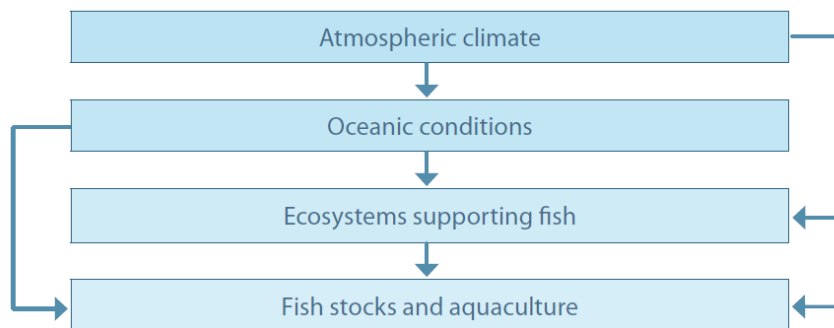 Atmospheric climate
Oceanic conditions
Ecosystems supporting fish
Fish stocks and aquaculture